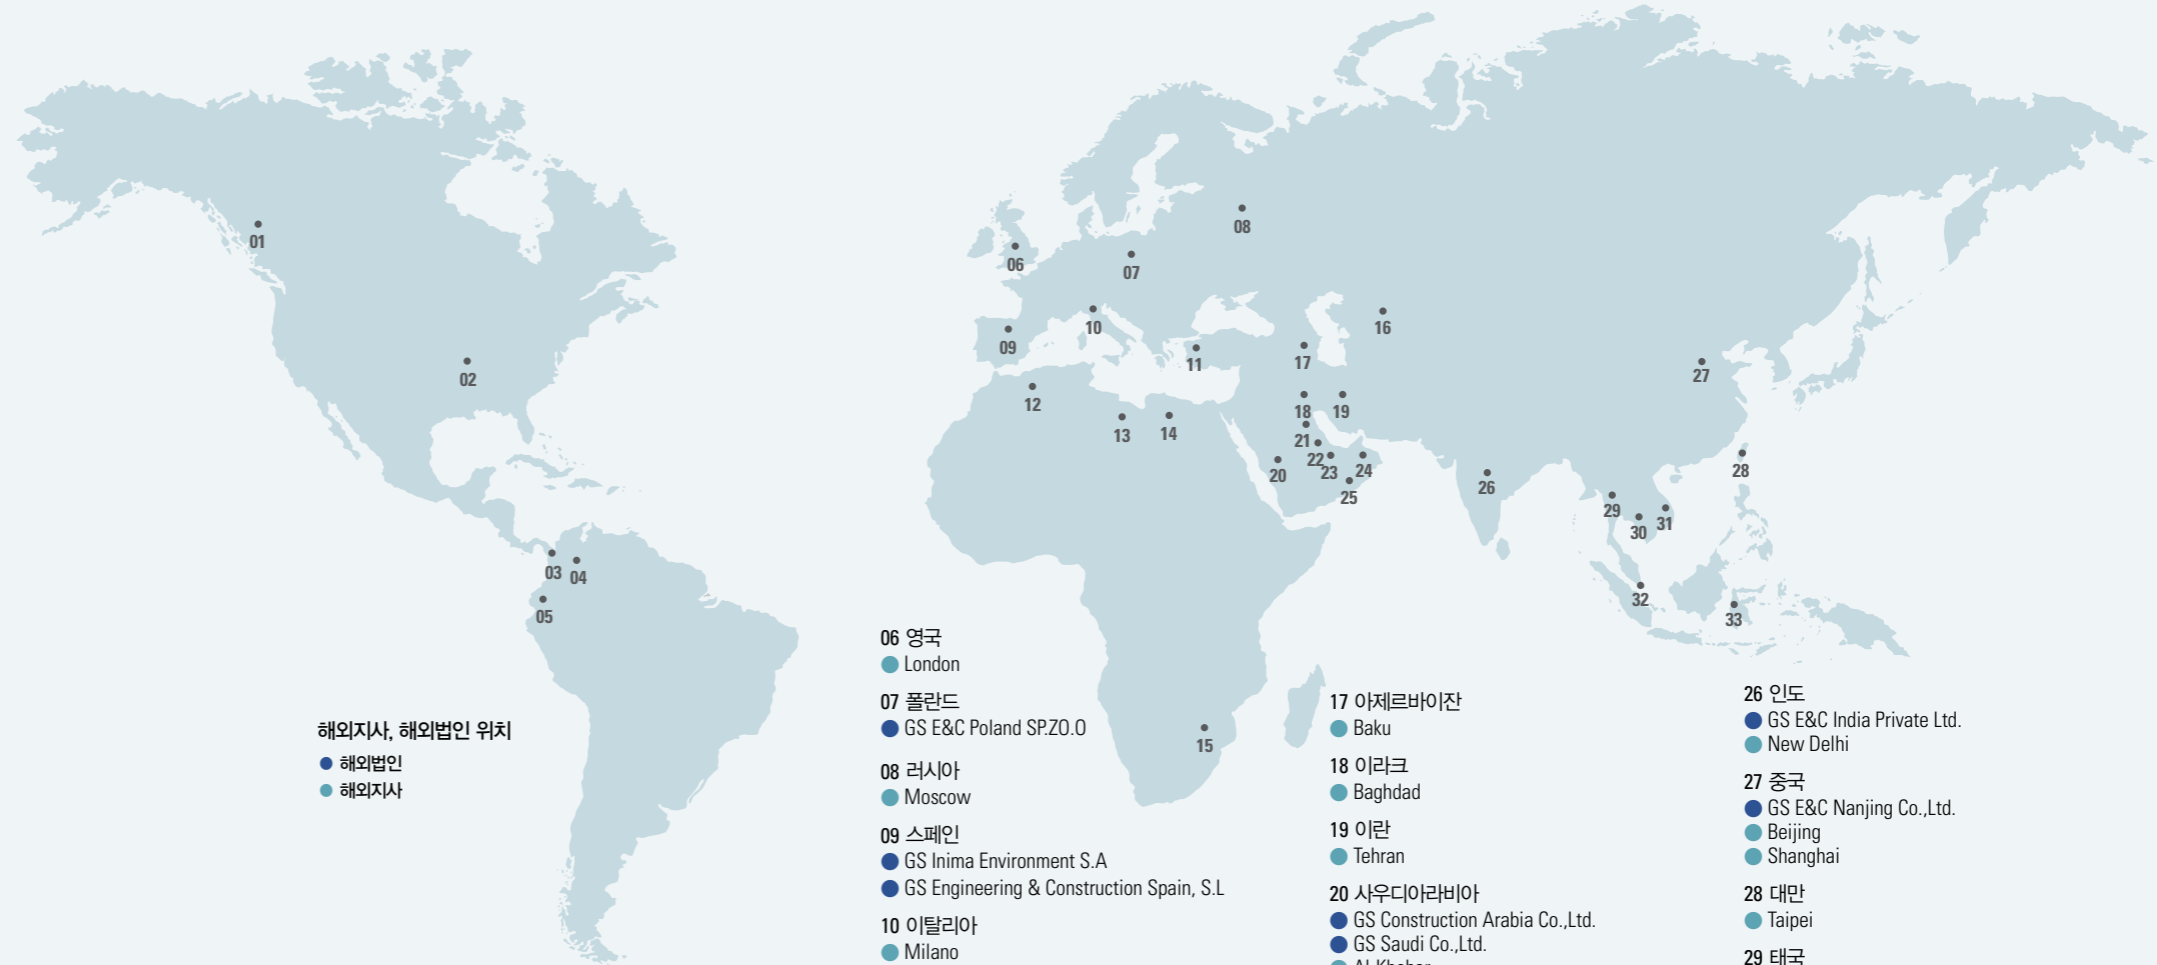 01
02
03
04
05
06
07
08
09
10
11
12
13
14
15
16
17
18
19
20
21
22
23
24
25
26
27
28
29
30
31
32
33
해외지사, 해외법인 위치
해외법인
해외지사
06 영국
London
07 폴란드
GS E&C Poland SP.ZO.O
08 러시아
Moscow
09 스페인
GS Inima Environment S.A
GS Engineering & Construction Spain, S.L
10 이탈리아
Milano
17 아제르바이잔
Baku
18 이라크
Baghdad
19 이란
Tehran
20 사우디아라비아
GS Construction Arabia Co.,Ltd.
GS Saudi Co.,Ltd.
Al-Khobar
26 인도
GS E&C India Private Ltd.
New Delhi
27 중국
GS E&C Nanjing Co.,Ltd.
Beijing
Shanghai
28 대만
Taipei
29 태국